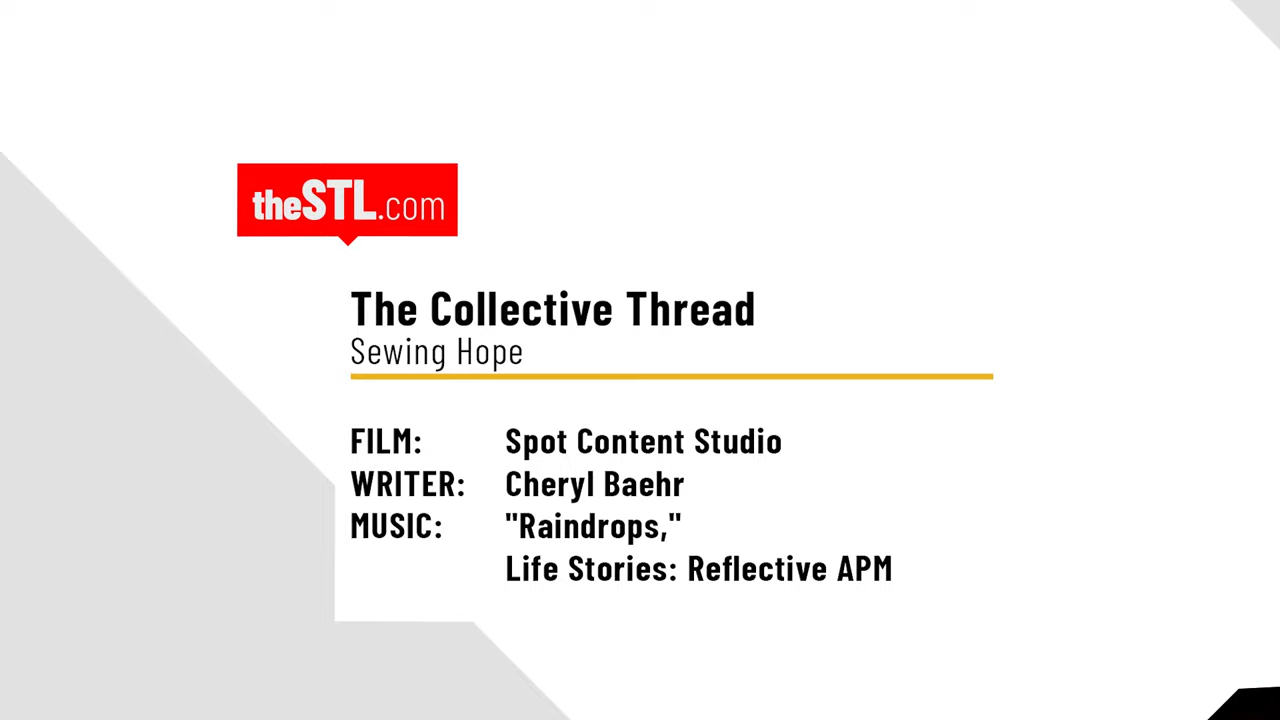 theSTL.com
The Collective Thread
Sewing Hope
FILM: Spot Content Studio
WRITER: Cheryl Baehr
MUSIC: "Raindrops,"
Life Stories: Reflective APM